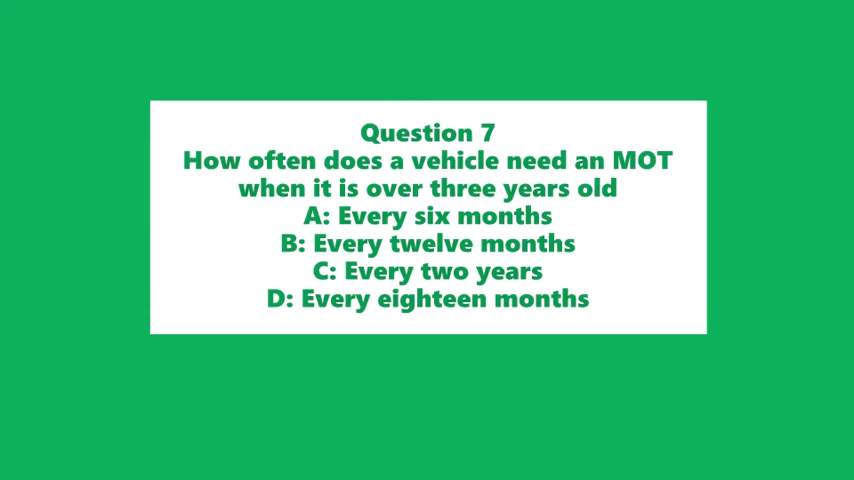 Question 7
How often does a vehicle need an MOT
when it is over three years old
A: Every six months
B: Every twelve months
C: Every two years
D: Every eighteen months